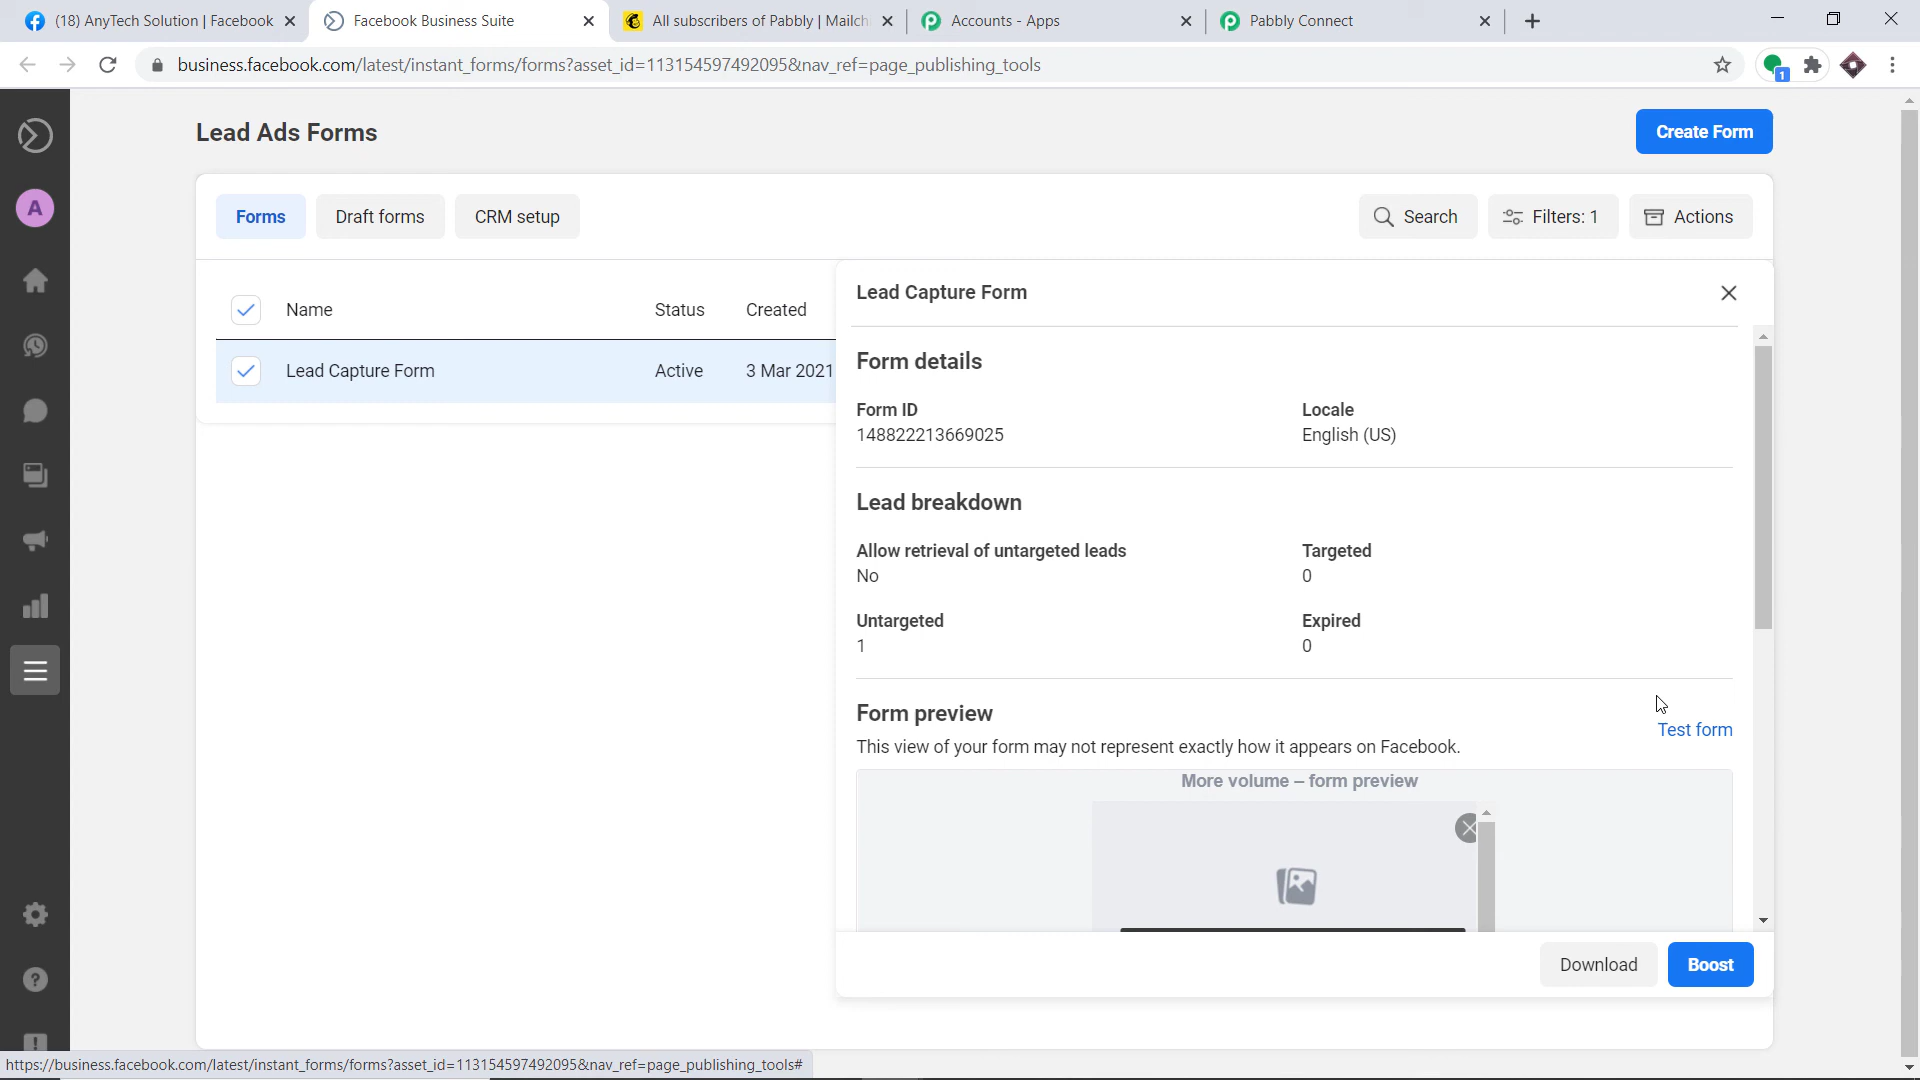 (18) AnyTech Solution | Facebook
Facebook Business Suite
All subscribers of Pabbly | Mailch
Accounts - Apps
Pabbly Connect
business.facebook.com/latest/instant_forms/forms?asset_id=113154597492095&nav_ref=page_publishing_tools
1
Lead Ads Forms
Create Form
A
Forms
Draft forms
CRM setup
Search
Filters: 1
Actions
Lead Capture Form
Name
Status
Created
Lead Capture Form
Active
3 Mar 2021
Form details
Form ID
Locale
148822213669025
English (US)
Lead breakdown
Allow retrieval of untargeted leads
Targeted
No
0
Untargeted
Expired
1
0
Form preview
Test form
This view of your form may not represent exactly how it appears on Facebook.
More volume – form preview
Download
Boost
https://business.facebook.com/latest/instant_forms/forms?asset_id=113154597492095&nav_ref=page_publishing_tools#